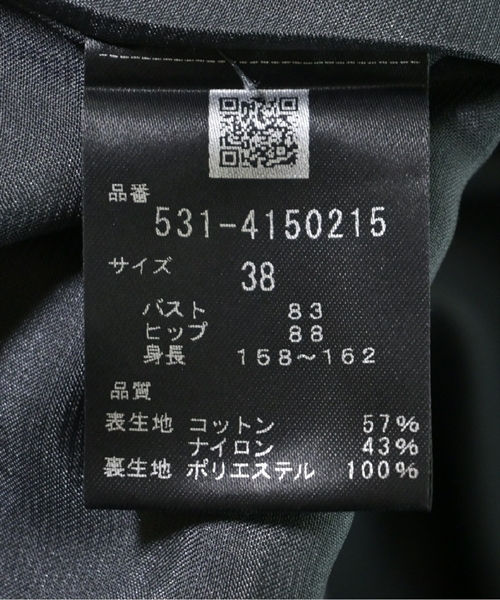 品番
531-4150215
サイズ 38
バスト 83
ヒップ 88
身長 158～162
品質
表生地 コットン 57%
ナイロン 43%
裏生地 ポリエステル 100%